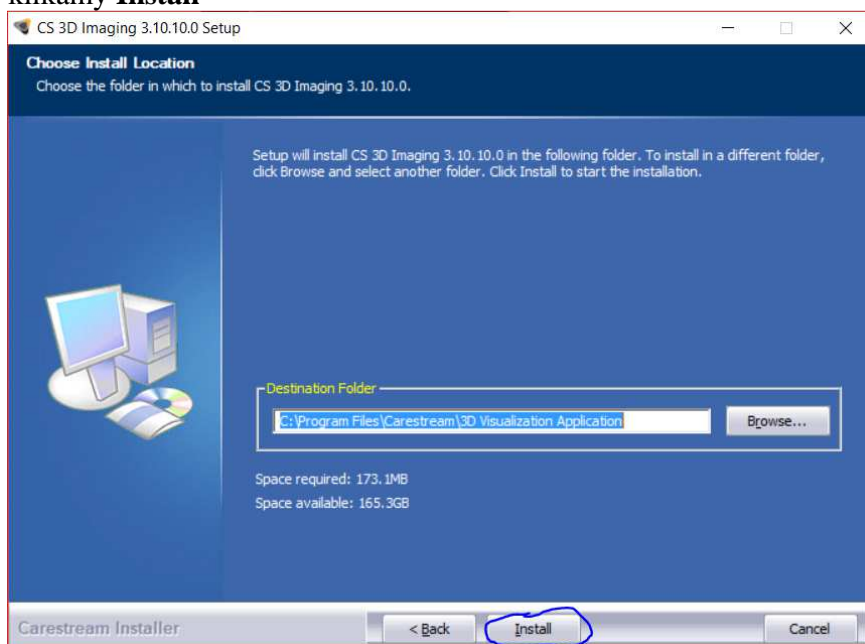 klikamy Install
CS 3D Imaging 3.10.10.0 Setup
Choose Install Location
Choose the folder in which to install CS 3D Imaging 3.10.10.0.
Setup will install CS 3D Imaging 3.10.10.0 in the following folder. To install in a different folder,
click Browse and select another folder. Click Install to start the installation.
Destination Folder
C:\Program Files\Carestream\3D Visualization Application
Browse...
Space required: 173.1MB
Space available: 165.3GB
Carestream Installer
< Back
Install
Cancel